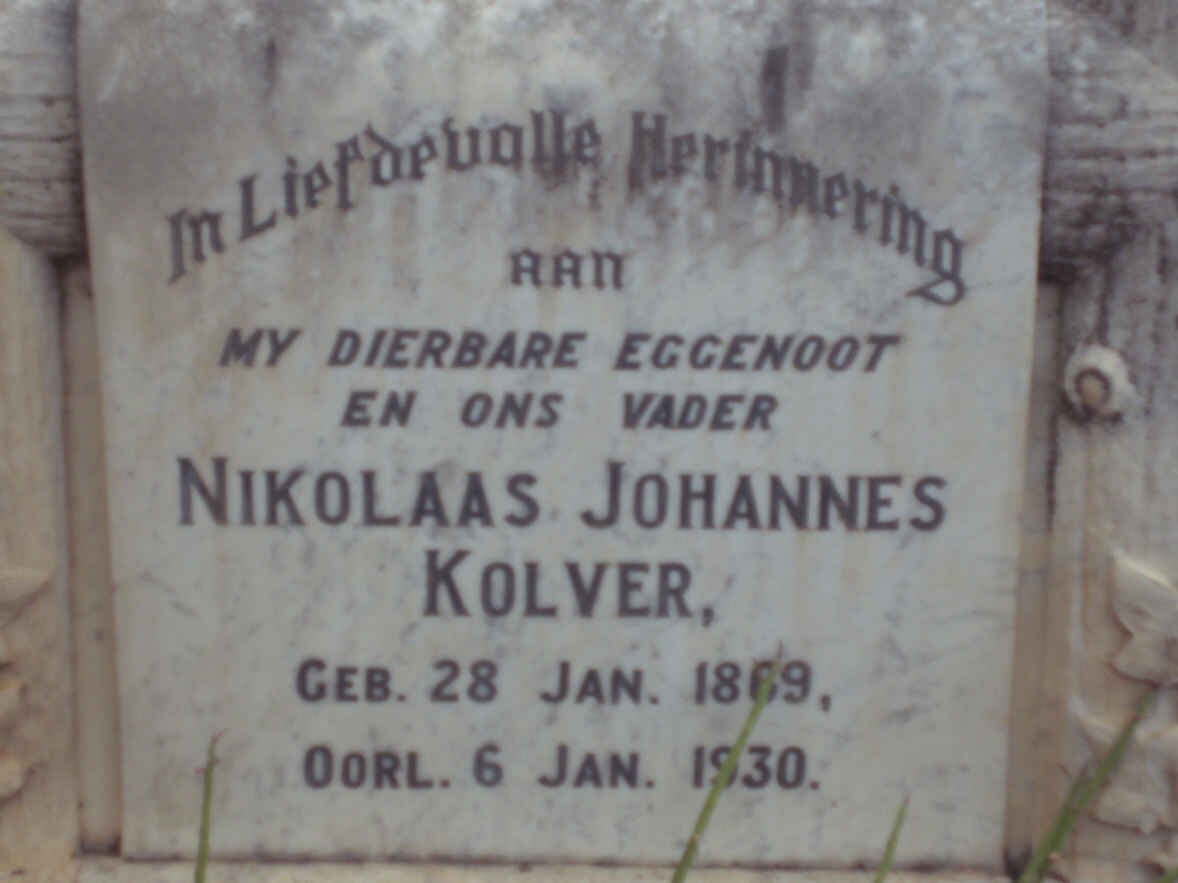 In Liefdevolle Herinnering
AAN
MY DIERBARE EGGENOOT
EN ONS VADER
NIKOLAAS JOHANNES
KOLVER,
GEB. 28 JAN. 1869,
OORL. 6 JAN. 1930.